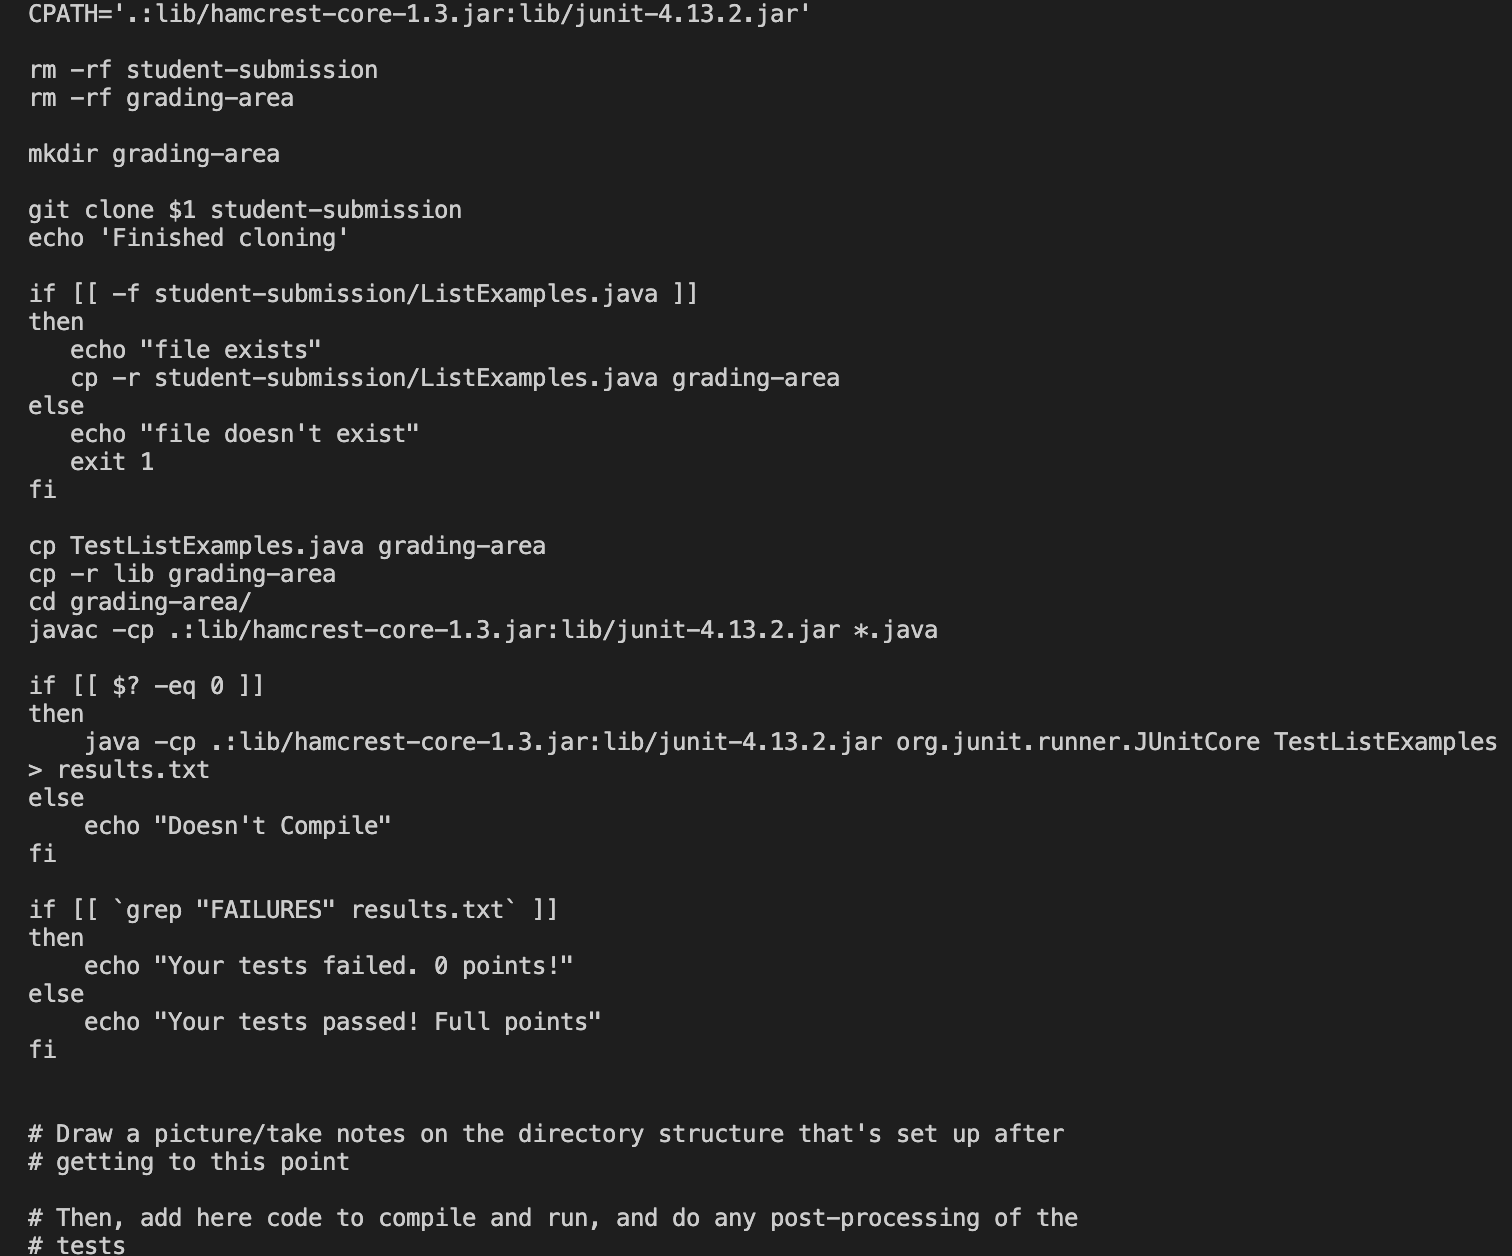 CPATH='.:lib/hamcrest-core-1.3.jar:lib/junit-4.13.2.jar'

rm -rf student-submission
rm -rf grading-area

mkdir grading-area

git clone $1 student-submission
echo 'Finished cloning'

if [[ -f student-submission/ListExamples.java ]]
then
   echo "file exists"
   cp -r student-submission/ListExamples.java grading-area
else
   echo "file doesn't exist"
   exit 1
fi

cp TestListExamples.java grading-area
cp -r lib grading-area
cd grading-area/
javac -cp .:lib/hamcrest-core-1.3.jar:lib/junit-4.13.2.jar *.java

if [[ $? -eq 0 ]]
then
    java -cp .:lib/hamcrest-core-1.3.jar:lib/junit-4.13.2.jar org.junit.runner.JUnitCore TestListExamples
> results.txt
else
    echo "Doesn't Compile"
fi

if [[ `grep "FAILURES" results.txt` ]]
then
    echo "Your tests failed. 0 points!"
else
    echo "Your tests passed! Full points"
fi


# Draw a picture/take notes on the directory structure that's set up after
# getting to this point

# Then, add here code to compile and run, and do any post-processing of the
# tests